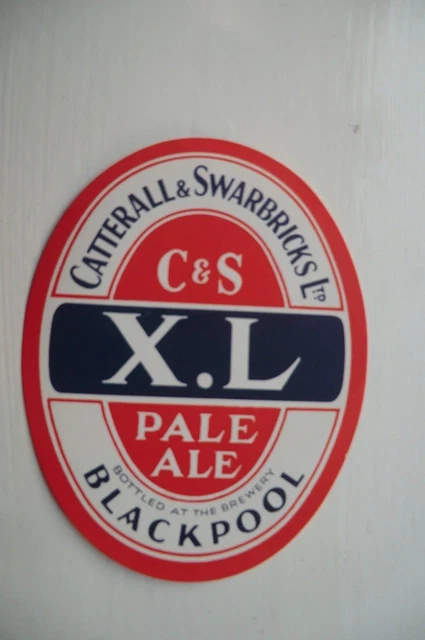 CATTERALL & SWARBRICKS LTD
C&S
X.L
PALE
ALE
BOTTLED AT THE BREWERY
BLACKPOOL